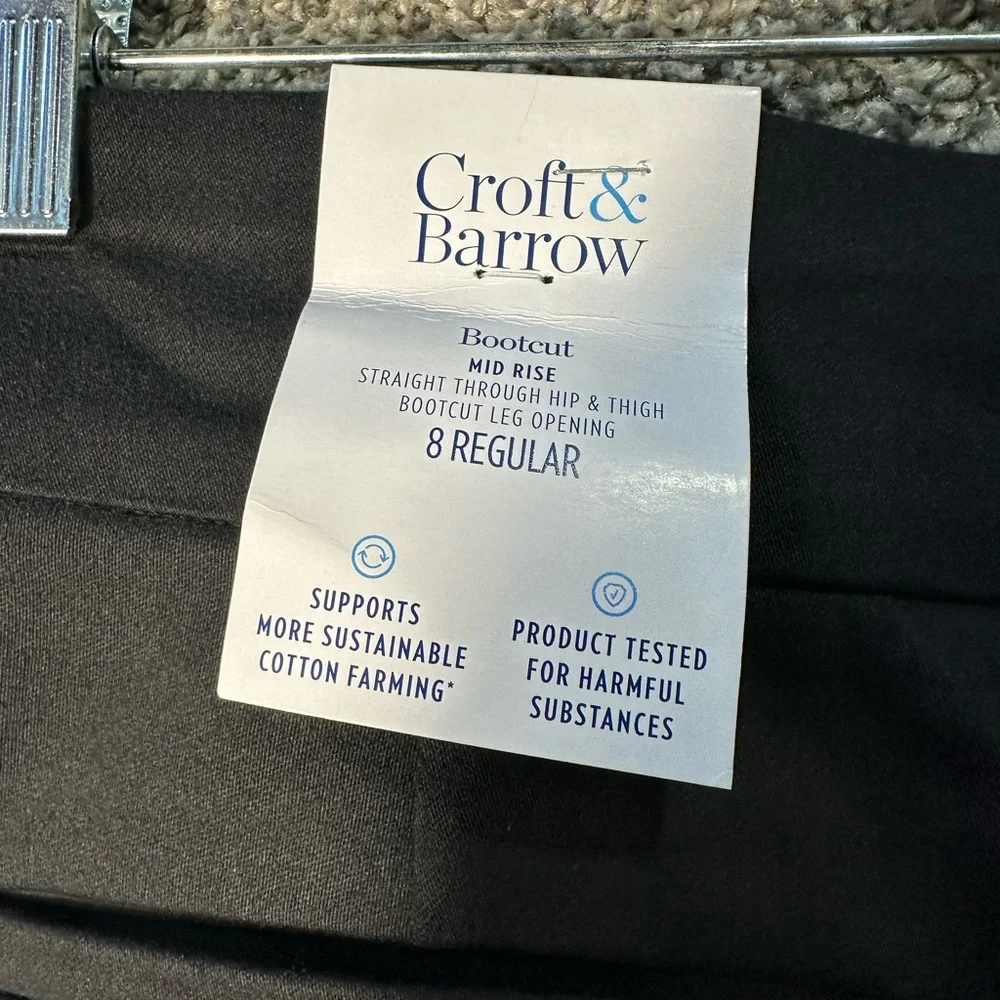 Croft&
Barrow
Bootcut
MID RISE
STRAIGHT THROUGH HIP & THIGH
BOOTCUT LEG OPENING
8 REGULAR
SUPPORTS
MORE SUSTAINABLE
COTTON FARMING*
PRODUCT TESTED
FOR HARMFUL
SUBSTANCES